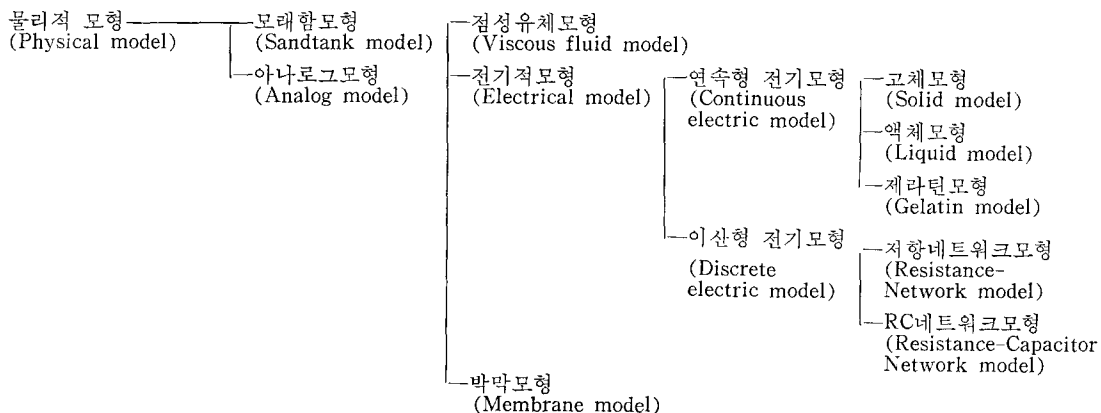 물리적 모형
(Physical model)
모래함모형
(Sandtank model)
아나로그모형
(Analog model)
점성유체모형
(Viscous fluid model)
전기적모형
(Electrical model)
연속형 전기모형
(Continuous
electric model)
고체모형
(Solid model)
액체모형
(Liquid model)
제라틴모형
(Gelatin model)
이산형 전기모형
(Discrete
electric model)
저항네트워크모형
(Resistance-
Network model)
RC네트워크모형
(Resistance-Capacitor
Network model)
박막모형
(Membrane model)